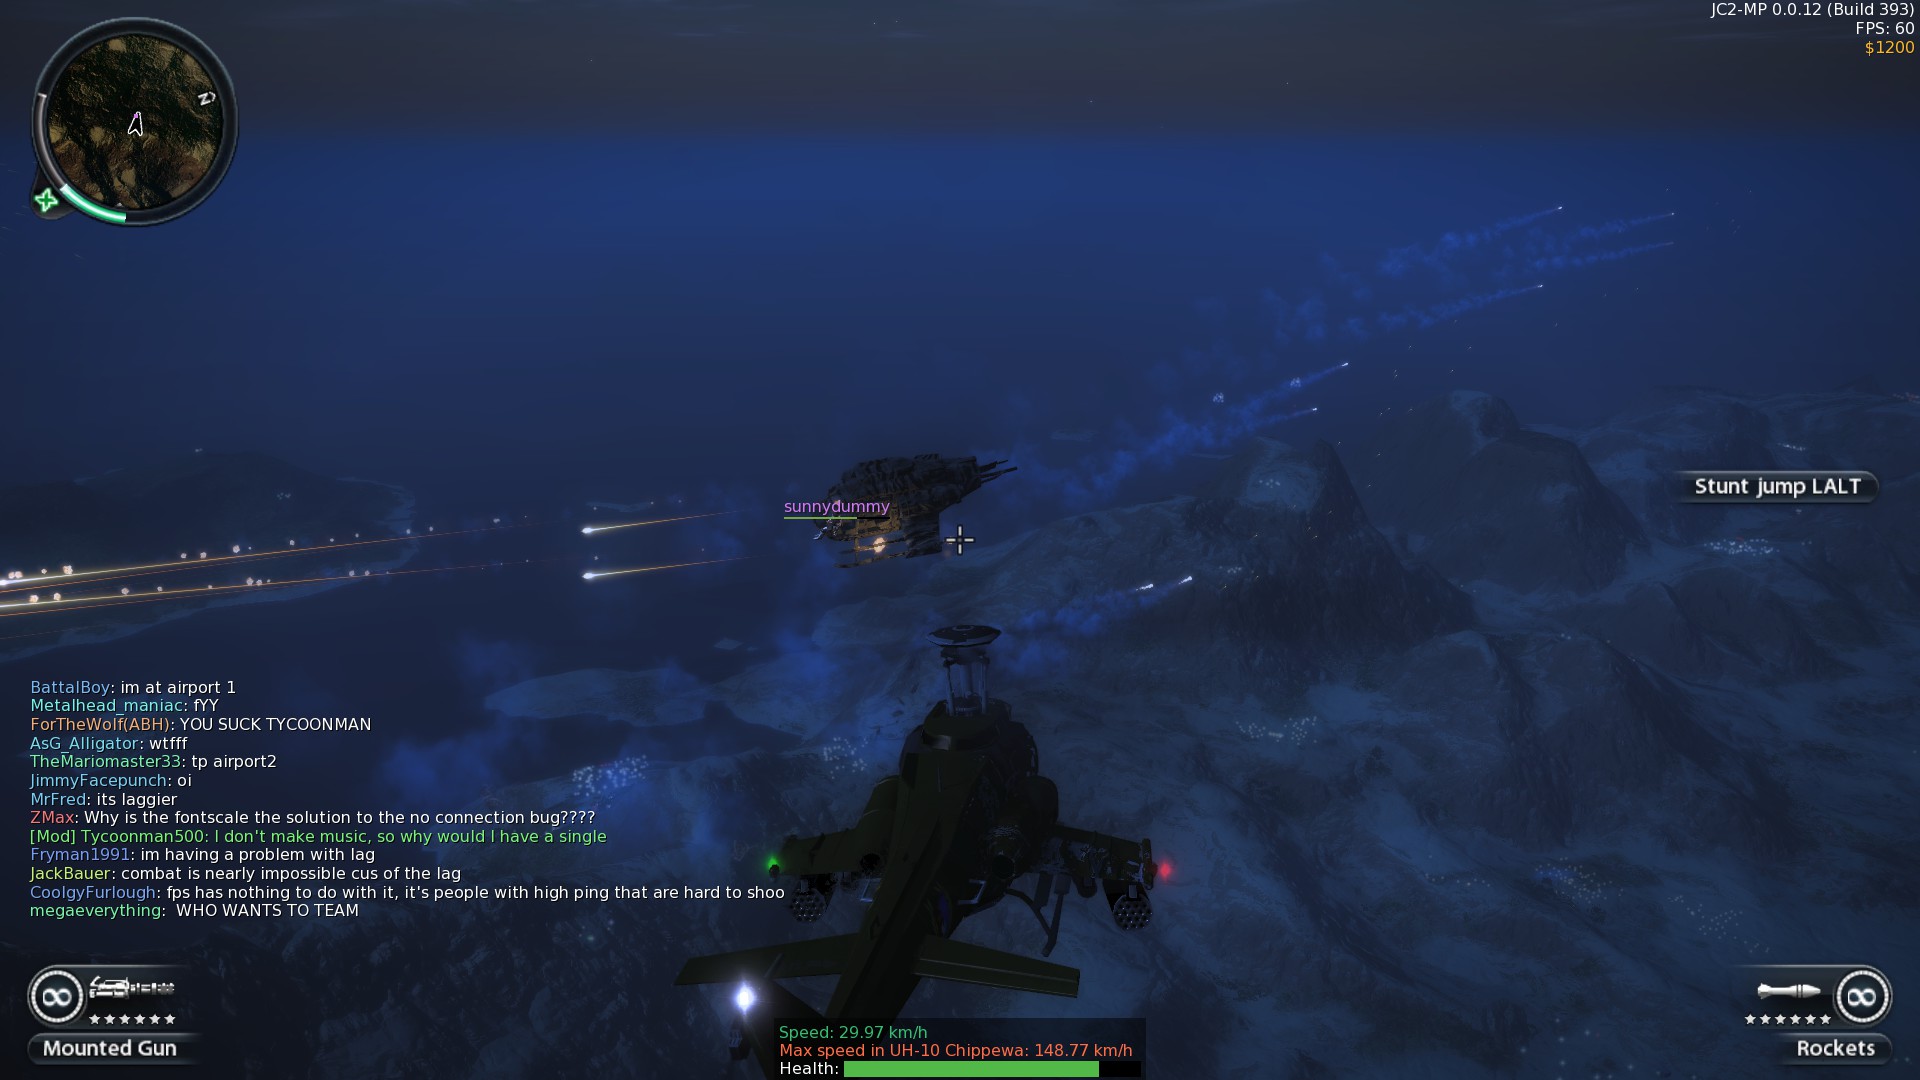 JC2-MP 0.0.12 (Build 393)
FPS: 60
$1200
sunnydummy
Stunt jump LALT
BattalBoy: im at airport 1
Metalhead_maniac: fYY
ForTheWolf(ABH): YOU SUCK TYCOONMAN
AsG_Alligator: wtfff
TheMariomaster33: tp airport2
JimmyFacepunch: oi
MrFred: its laggier
ZMax: Why is the fontscale the solution to the no connection bug????
[Mod] Tycoonman500: I don't make music, so why would I have a single
Fryman1991: im having a problem with lag
JackBauer: combat is nearly impossible cus of the lag
CoolgyFurlough: fps has nothing to do with it, it's people with high ping that are hard to shoo
megaeverything:  WHO WANTS TO TEAM
Mounted Gun
Speed: 29.97 km/h
Max speed in UH-10 Chippewa: 148.77 km/h
Health:
Rockets